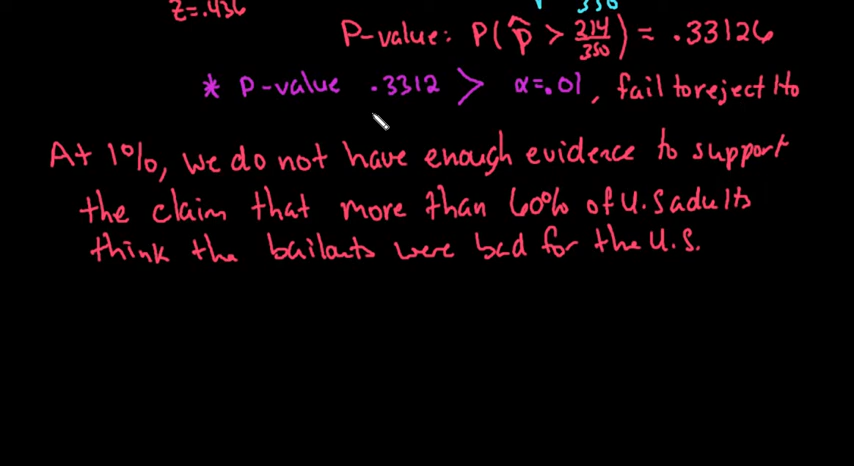 z=.436
350
P-value: P(p̂ > 214/350) = .33126
* P-value .3312 > α=.01, fail to reject Ho
At 1%, we do not have enough evidence to support
the claim that more than 60% of U.S adults
think the bailouts were bad for the U.S.